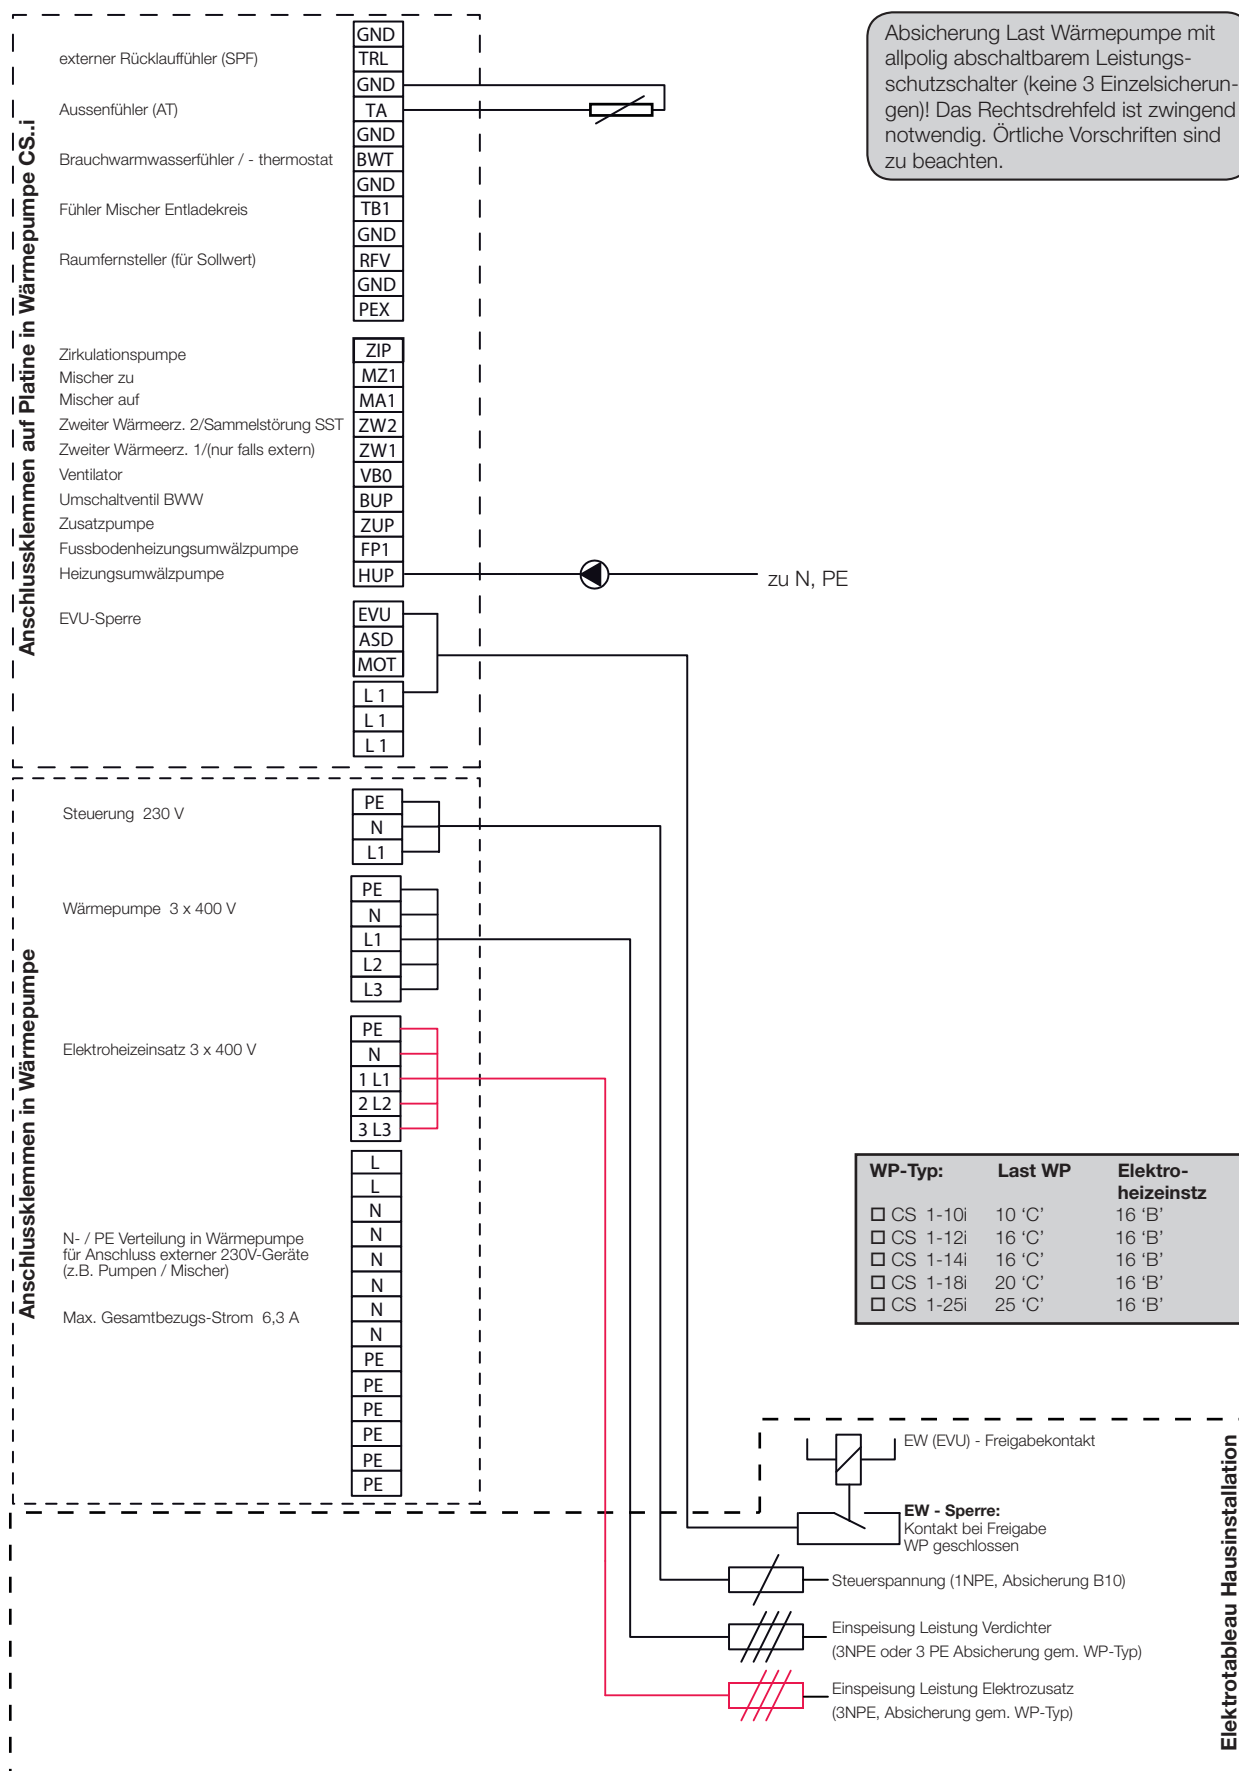 Absicherung Last Wärmepumpe mit
allpolig abschaltbarem Leistungs-
schutzschalter (keine 3 Einzelsicherun-
gen)! Das Rechtsdrehfeld ist zwingend
notwendig. Örtliche Vorschriften sind
zu beachten.
Anschlussklemmen auf Platine in Wärmepumpe CS..i
GND
externer Rücklauffühler (SPF) TRL
GND
Aussenfühler (AT) TA
GND
Brauchwarmwasserfühler / - thermostat BWT
GND
Fühler Mischer Entladekreis TB1
GND
Raumfernsteller (für Sollwert) RFV
GND
PEX
Zirkulationspumpe ZIP
Mischer zu MZ1
Mischer auf MA1
Zweiter Wärmeerz. 2/Sammelstörung SST ZW2
Zweiter Wärmeerz. 1/(nur falls extern) ZW1
Ventilator VB0
Umschaltventil BWW BUP
Zusatzpumpe ZUP
Fussbodenheizungsumwälzpumpe FP1
Heizungsumwälzpumpe HUP zu N, PE
EVU-Sperre EVU
ASD
MOT
L 1
L 1
L 1
Anschlussklemmen in Wärmepumpe
PE
Steuerung 230 V N
L1
PE
Wärmepumpe 3 x 400 V N
L1
L2
L3
PE
Elektroheizeinsatz 3 x 400 V N
1 L1
2 L2
3 L3
L
L
N
N- / PE Verteilung in Wärmepumpe N
für Anschluss externer 230V-Geräte N
(z.B. Pumpen / Mischer) N
Max. Gesamtbezugs-Strom 6,3 A N
N
PE
PE
PE
PE
PE
PE
WP-Typ: Last WP Elektro-
heizeinstz
CS 1-10i 10 ‘C’ 16 ‘B’
CS 1-12i 16 ‘C’ 16 ‘B’
CS 1-14i 16 ‘C’ 16 ‘B’
CS 1-18i 20 ‘C’ 16 ‘B’
CS 1-25i 25 ‘C’ 16 ‘B’
Elektrotableau Hausinstallation
EW (EVU) - Freigabekontakt
EW - Sperre:
Kontakt bei Freigabe
WP geschlossen
Steuerspannung (1NPE, Absicherung B10)
Einspeisung Leistung Verdichter
(3NPE oder 3 PE Absicherung gem. WP-Typ)
Einspeisung Leistung Elektrozusatz
(3NPE, Absicherung gem. WP-Typ)